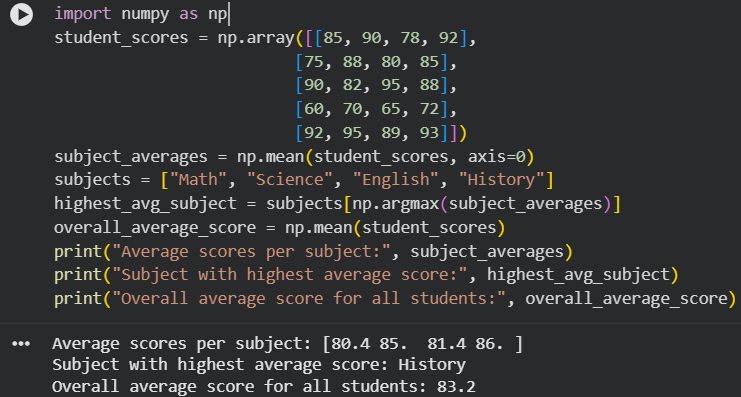 import numpy as np
student_scores = np.array([[85, 90, 78, 92],
                           [75, 88, 80, 85],
                           [90, 82, 95, 88],
                           [60, 70, 65, 72],
                           [92, 95, 89, 93]])
subject_averages = np.mean(student_scores, axis=0)
subjects = ["Math", "Science", "English", "History"]
highest_avg_subject = subjects[np.argmax(subject_averages)]
overall_average_score = np.mean(student_scores)
print("Average scores per subject:", subject_averages)
print("Subject with highest average score:", highest_avg_subject)
print("Overall average score for all students:", overall_average_score)
Average scores per subject: [80.4 85.  81.4 86. ]
Subject with highest average score: History
Overall average score for all students: 83.2